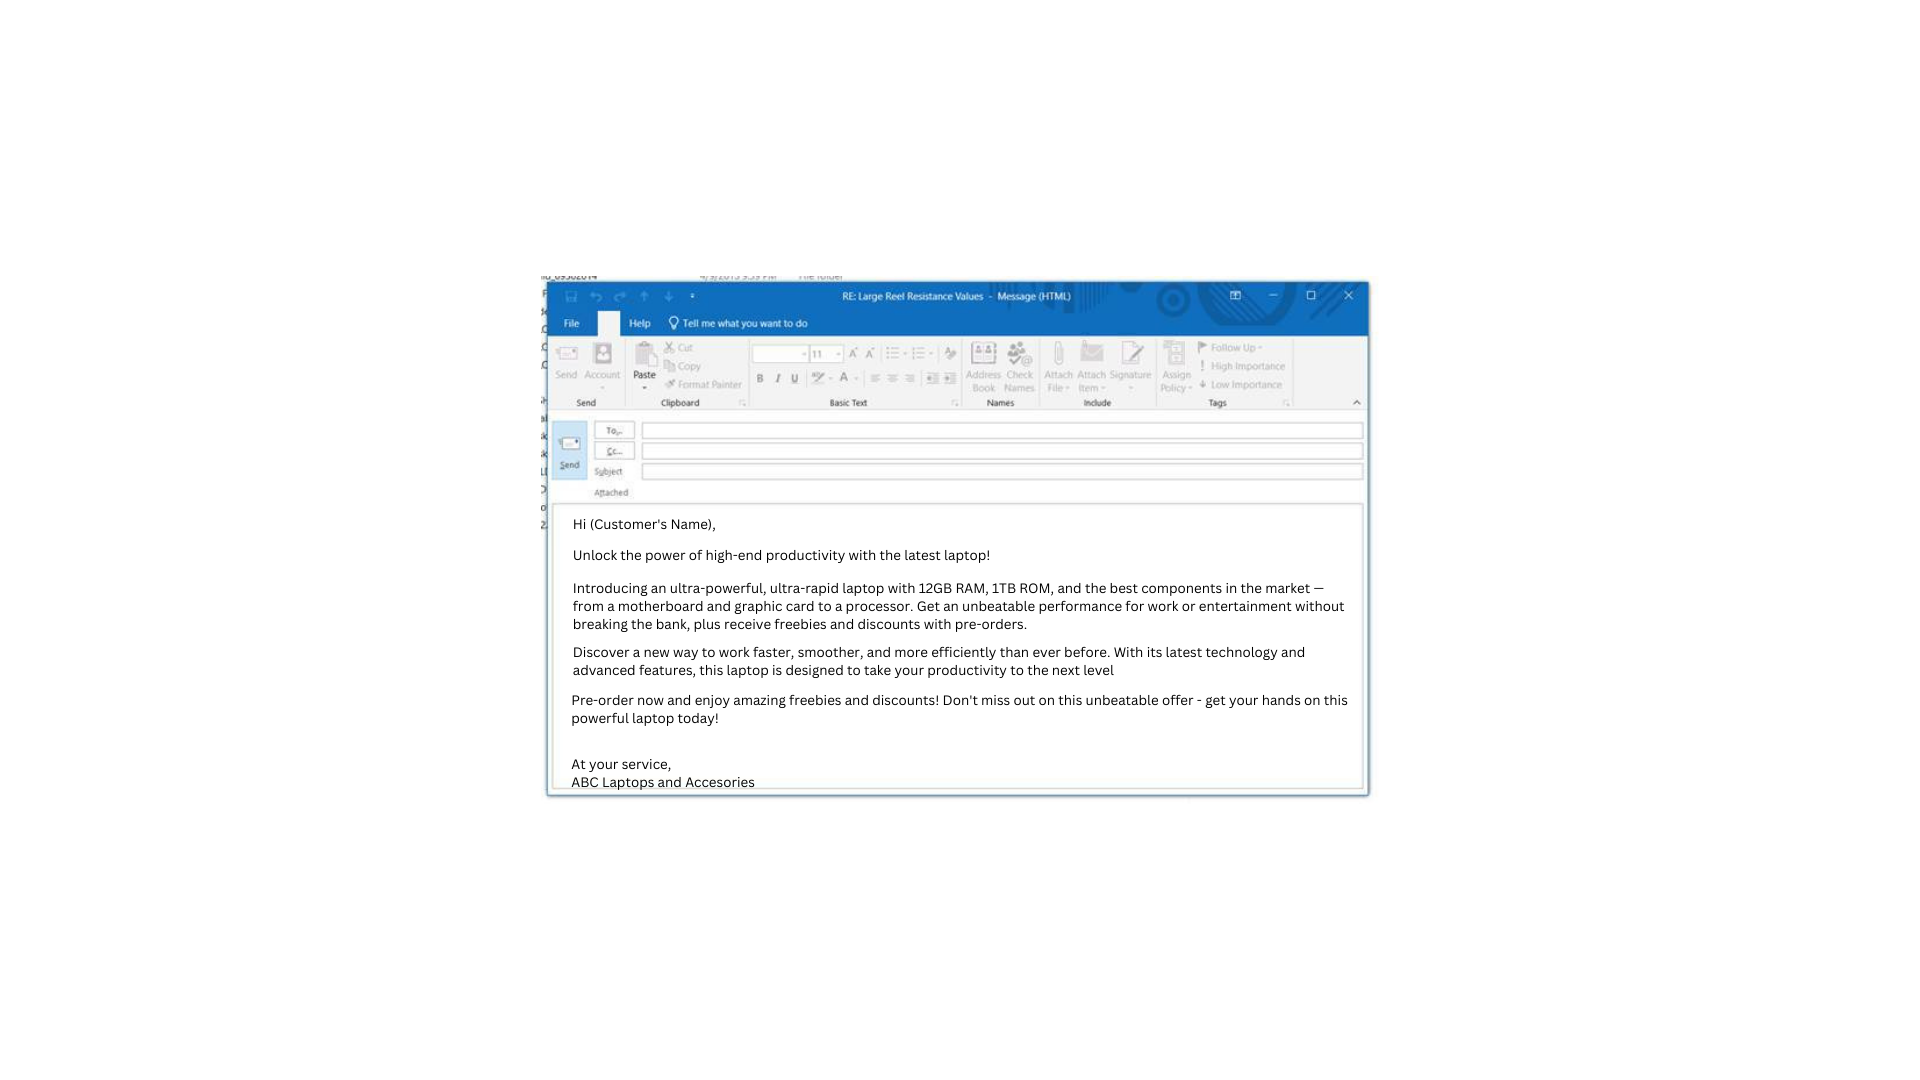 4/9/2015 9:59 PM File folder
RE: Large Reel Resistance Values - Message (HTML)
File Help Tell me what you want to do
Send Account
Paste
Cut
Copy
Format Painter
11
B I U A
Address Book
Check Names
Attach File
Attach Item
Signature
Assign Policy
Follow Up
High Importance
Low Importance
Send Clipboard Basic Text Names Include Tags
Send
To...
Cc...
Subject
Attached
Hi (Customer's Name),
Unlock the power of high-end productivity with the latest laptop!
Introducing an ultra-powerful, ultra-rapid laptop with 12GB RAM, 1TB ROM, and the best components in the market —
from a motherboard and graphic card to a processor. Get an unbeatable performance for work or entertainment without
breaking the bank, plus receive freebies and discounts with pre-orders.
Discover a new way to work faster, smoother, and more efficiently than ever before. With its latest technology and
advanced features, this laptop is designed to take your productivity to the next level
Pre-order now and enjoy amazing freebies and discounts! Don't miss out on this unbeatable offer - get your hands on this
powerful laptop today!
At your service,
ABC Laptops and Accesories